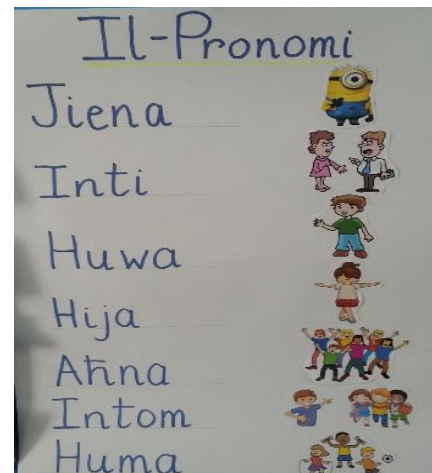 Il-Pronomi
Jiena
Inti
Huwa
Hija
Aħna
Intom
Huma